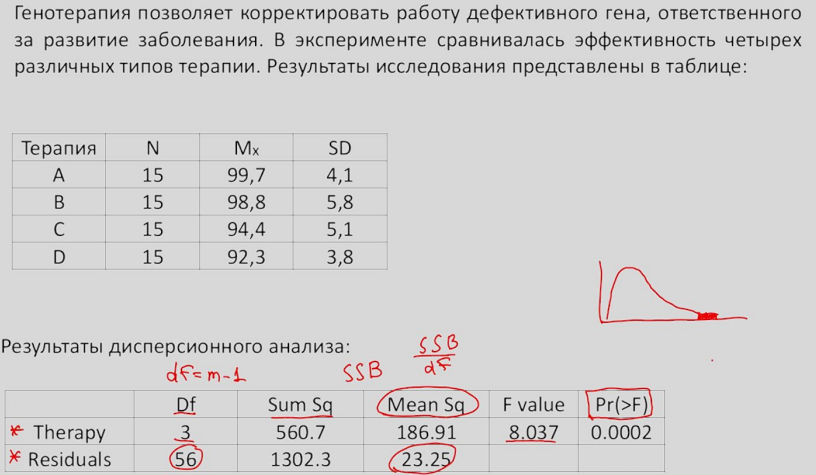 Генотерапия позволяет корректировать работу дефективного гена, ответственного
за развитие заболевания. В эксперименте сравнивалась эффективность четырех
различных типов терапии. Результаты исследования представлены в таблице:
Терапия N Mx SD
A 15 99,7 4,1
B 15 98,8 5,8
C 15 94,4 5,1
D 15 92,3 3,8
Результаты дисперсионного анализа:
df = m-1 SSB SSB/df
Df Sum Sq Mean Sq F value Pr(>F)
* Therapy 3 560.7 186.91 8.037 0.0002
* Residuals 56 1302.3 23.25